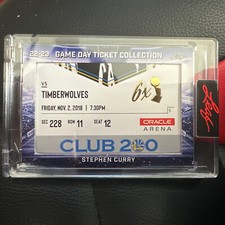 22-23 GAME DAY TICKET COLLECTION
VS
TIMBERWOLVES
6x
FRIDAY, NOV. 2, 2018 | 7:30PM
SEC 228 ROW 11 SEAT 12
ORACLE
ARENA
CLUB 200
STEPHEN CURRY
Leaf